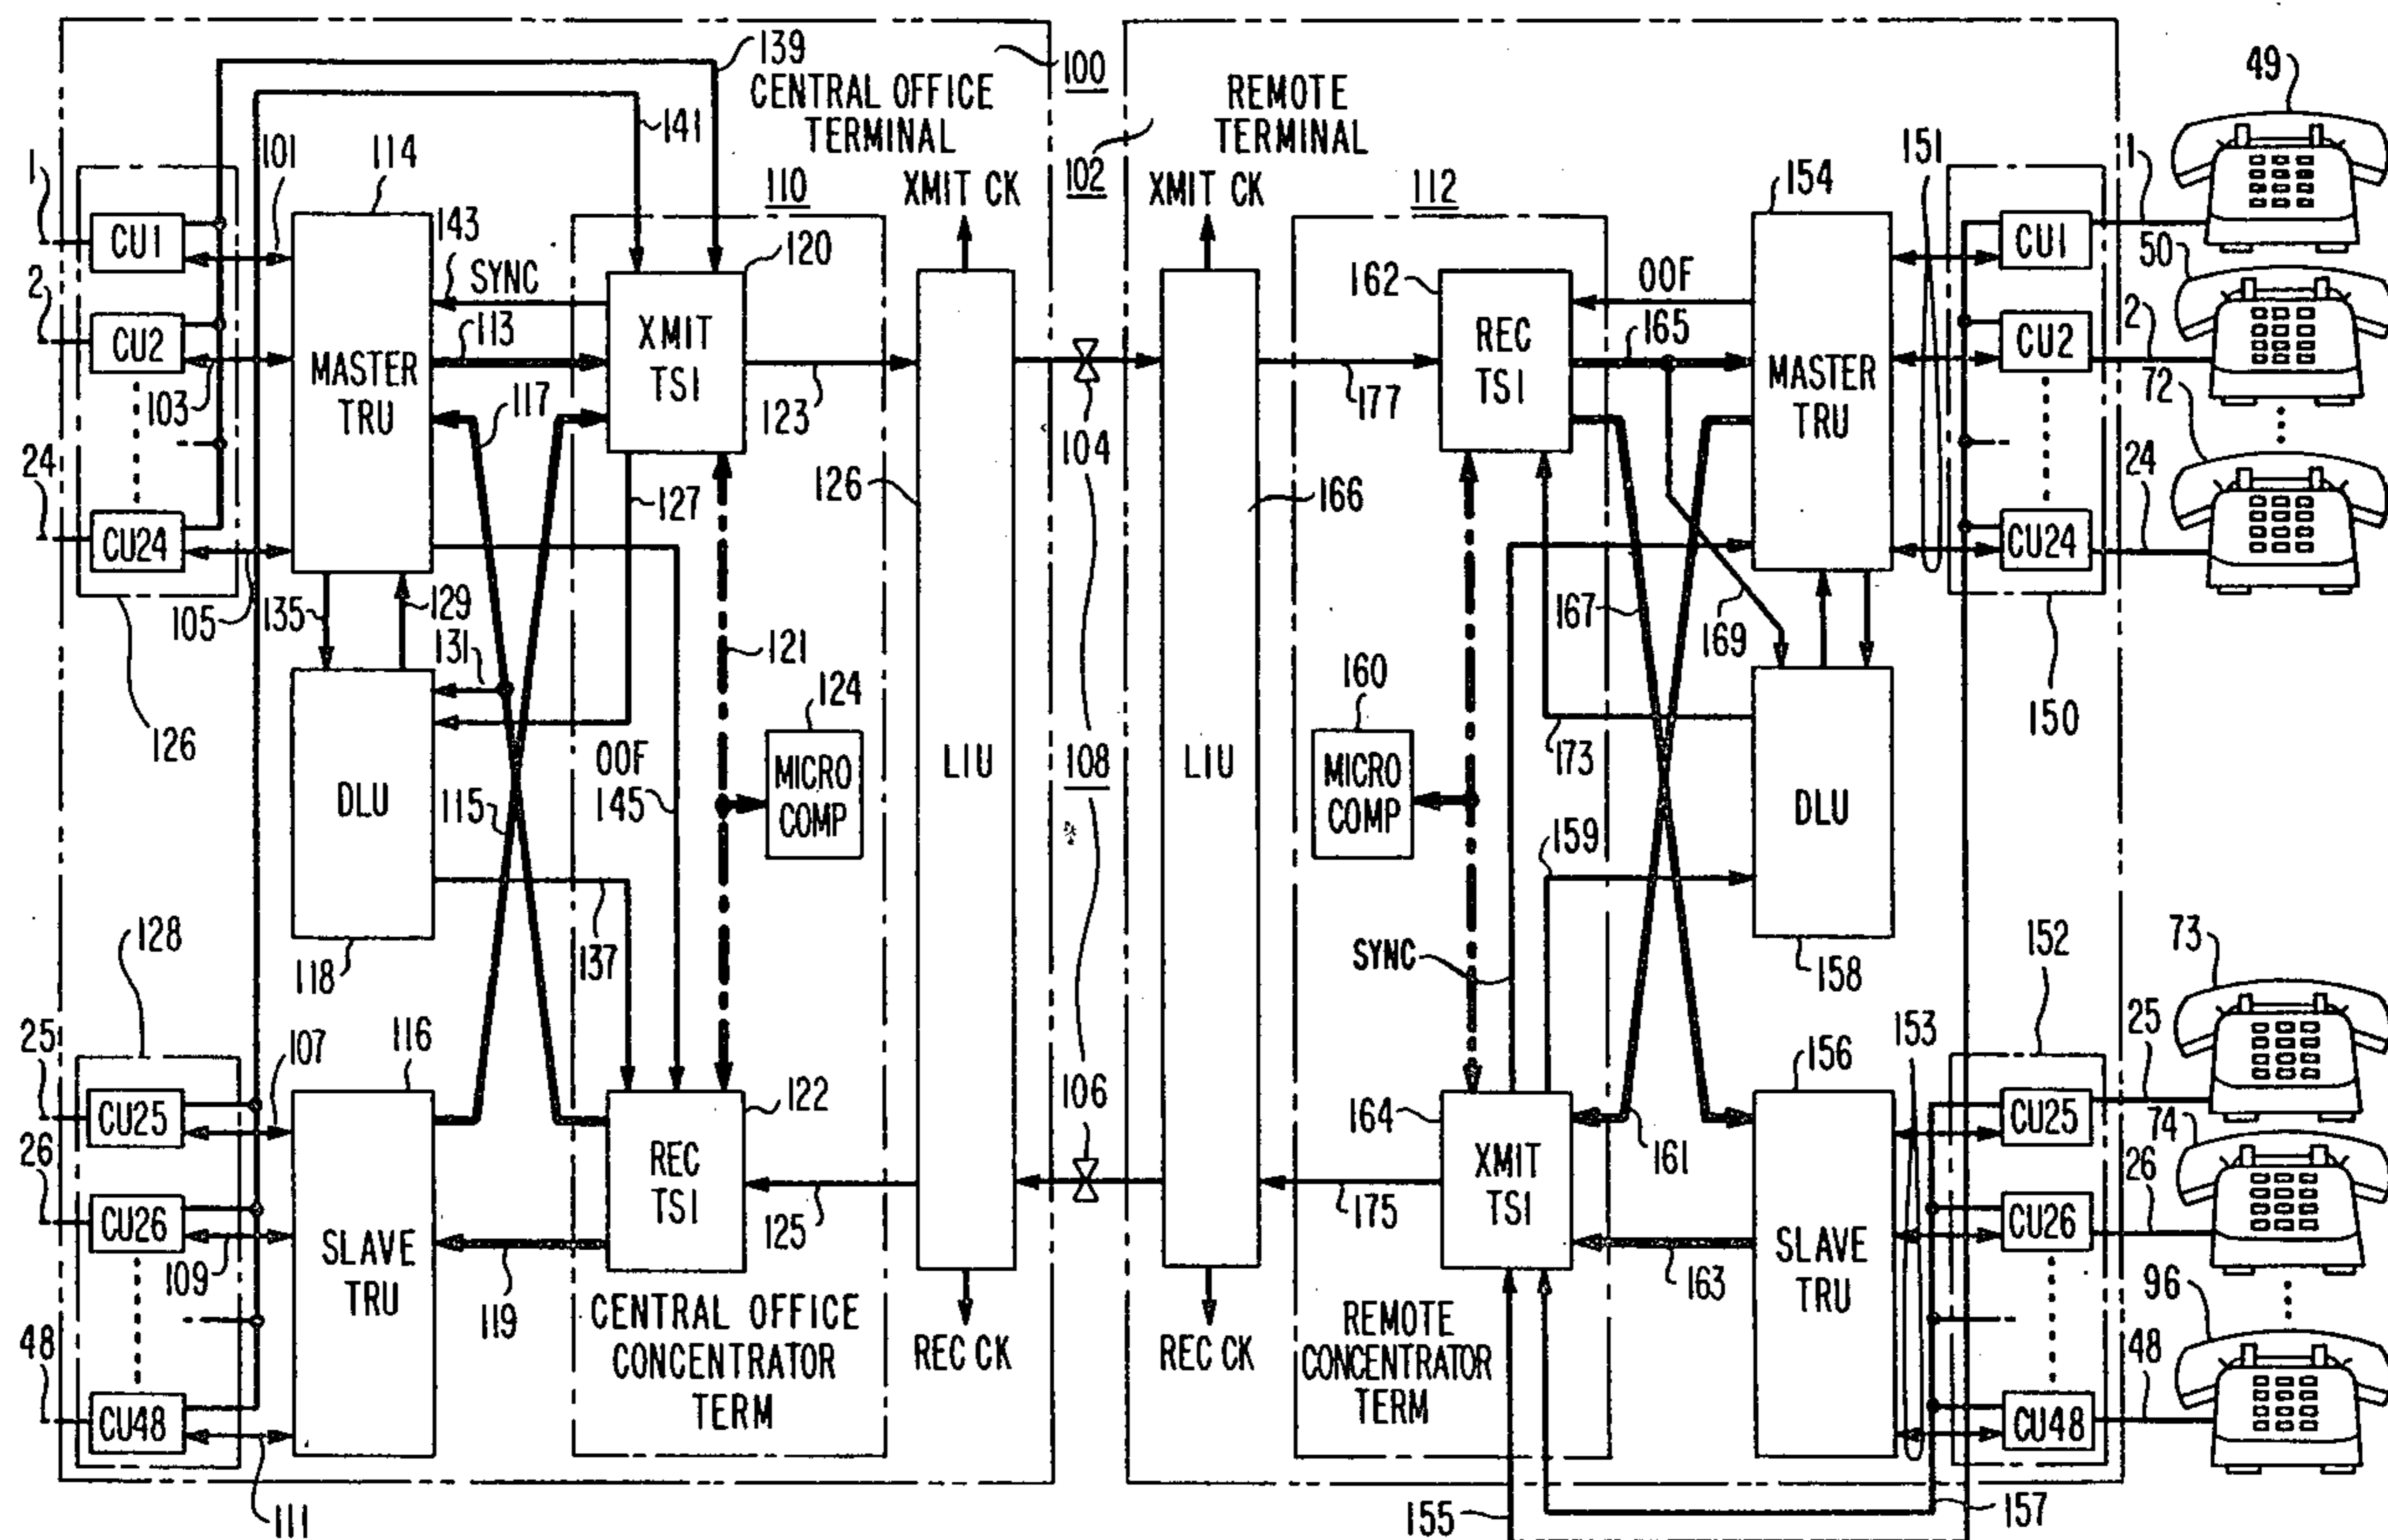 139
100
CENTRAL OFFICE
TERMINAL
141
101
114
1
110
XMIT CK
143
SYNC
120
CU1
2
CU2
113
XMIT
TSI
MASTER
TRU
103
117
123
24
CU24
126
127
135
129
105
131
121
126
124
MICRO
COMP
DLU
115
OOF
145
LIU
118
137
128
25
107
116
122
CU25
26
CU26
REC
TSI
109
SLAVE
TRU
125
119
48
CU48
111
CENTRAL OFFICE
CONCENTRATOR
TERM
REC CK
104
108
106
102
REMOTE
TERMINAL
XMIT CK
112
154
151
49
1
CU1
162
OOF
165
REC
TSI
MASTER
TRU
50
2
CU2
72
177
24
CU24
166
167
169
150
160
MICRO
COMP
173
LIU
159
DLU
SYNC
158
152
73
164
156
153
25
CU25
74
XMIT
TSI
161
26
CU26
175
163
SLAVE
TRU
96
48
CU48
REMOTE
CONCENTRATOR
TERM
REC CK
155
157